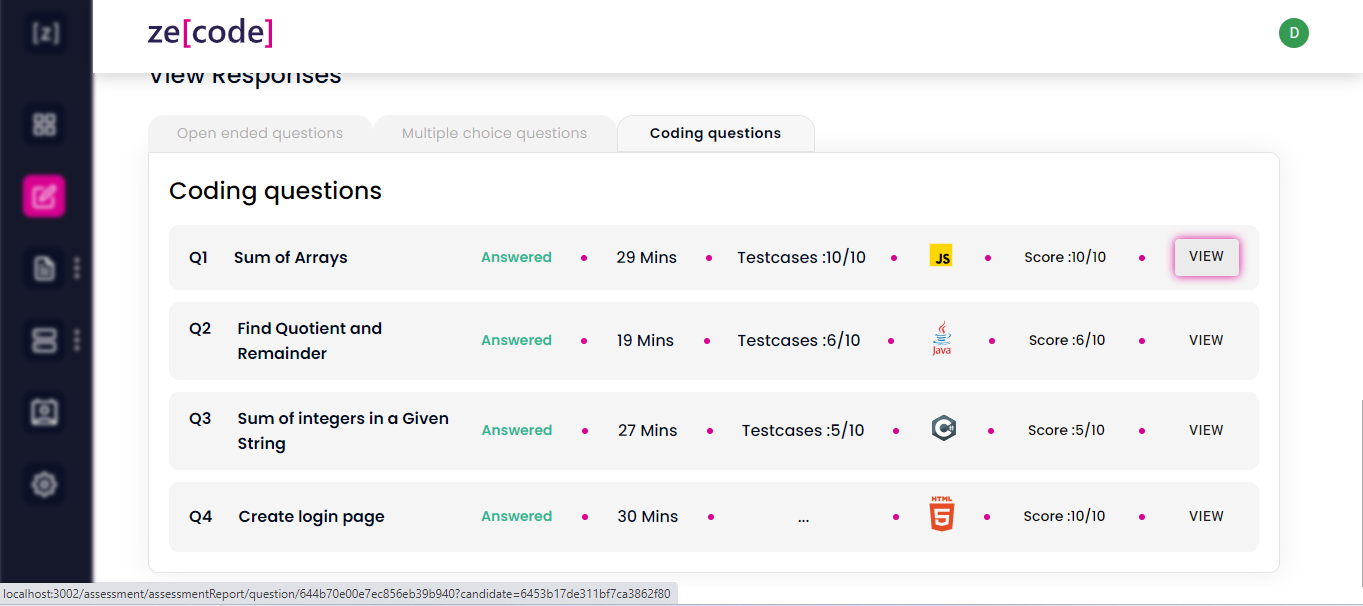 [z]
ze[code]
D
View Responses
Open ended questions
Multiple choice questions
Coding questions
Coding questions
Q1 Sum of Arrays Answered 29 Mins Testcases :10/10 JS Score :10/10 VIEW
Q2 Find Quotient and
Remainder Answered 19 Mins Testcases :6/10 Java Score :6/10 VIEW
Q3 Sum of integers in a Given
String Answered 27 Mins Testcases :5/10 C# Score :5/10 VIEW
Q4 Create login page Answered 30 Mins ... HTML 5 Score :10/10 VIEW
localhost:3002/assessment/assessmentReport/question/644b70e00e7ec856eb39b940?candidate=6453b17de311bf7ca3862f80